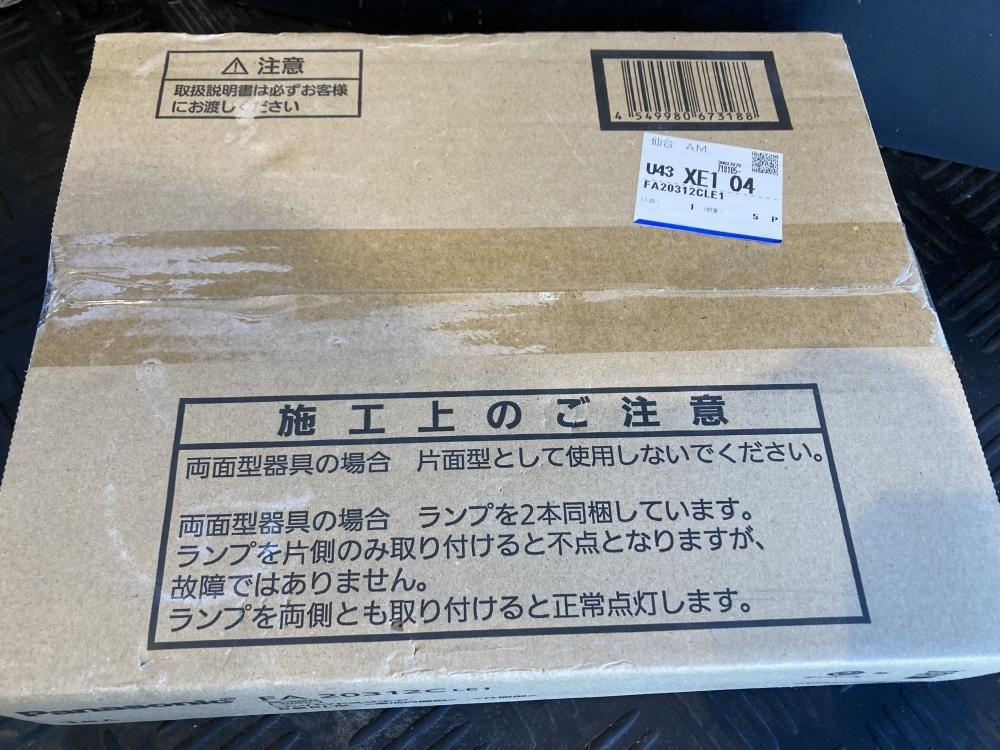 注意
取扱説明書は必ずお客様
にお渡しください
4 549980 673188
仙台 AM
U43 XE1 04
FA20312CLE1
1
5 P
施工上のご注意
両面型器具の場合 片面型として使用しないでください。
両面型器具の場合 ランプを2本同梱しています。
ランプを片側のみ取り付けると不点となりますが、
故障ではありません。
ランプを両側とも取り付けると正常点灯します。
Panasonic FA 20312C LE1